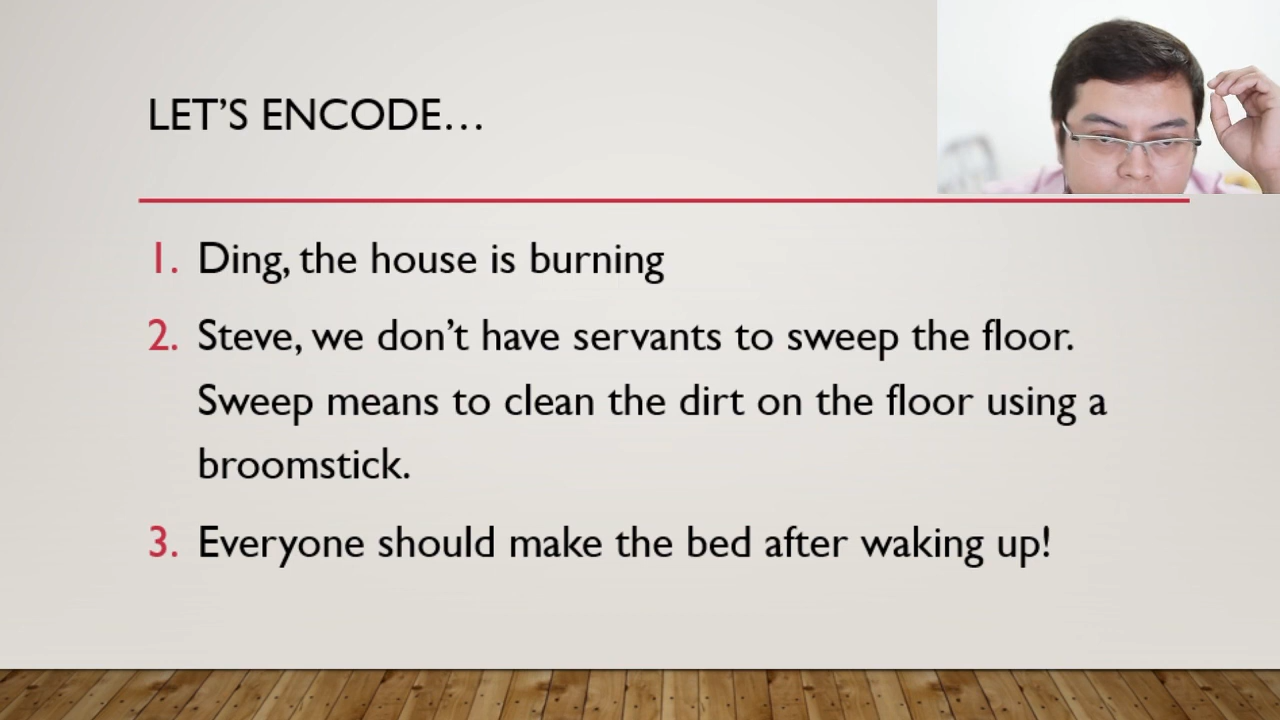 LET’S ENCODE…
1. Ding, the house is burning
2. Steve, we don’t have servants to sweep the floor.
Sweep means to clean the dirt on the floor using a
broomstick.
3. Everyone should make the bed after waking up!